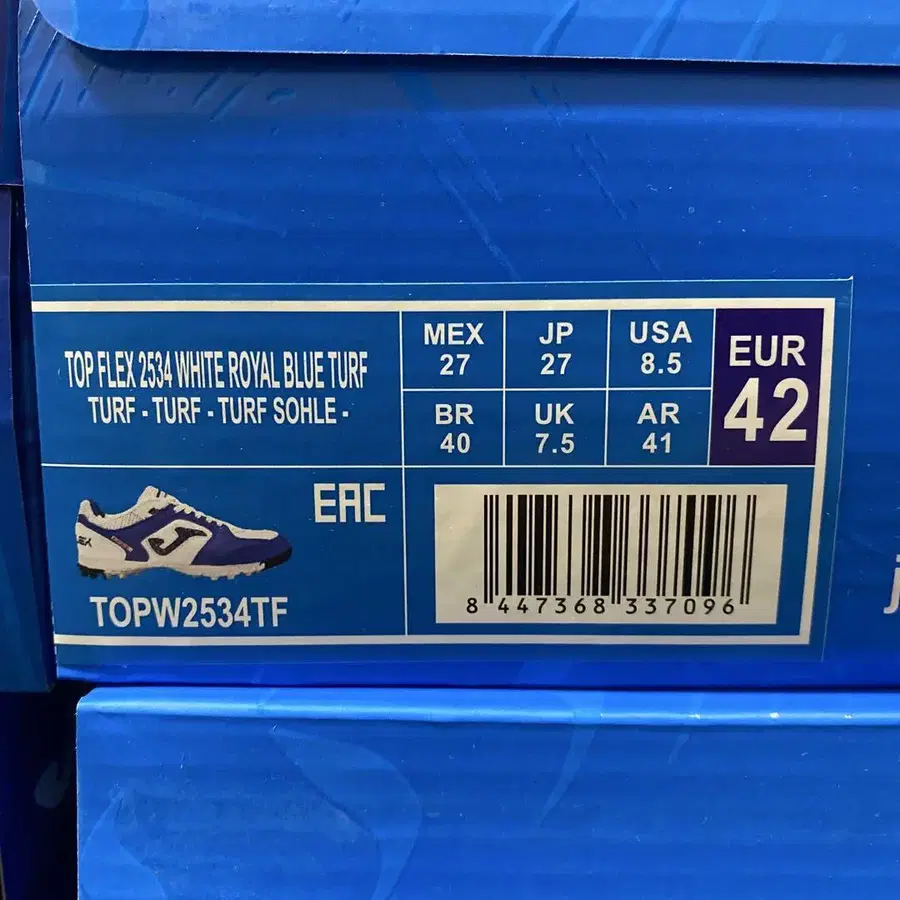 TOP FLEX 2534 WHITE ROYAL BLUE TURF
TURF - TURF - TURF SOHLE -
MEX
27
JP
27
USA
8.5
BR
40
UK
7.5
AR
41
EUR
42
EAC
TOPW2534TF
8 447368 337096
j